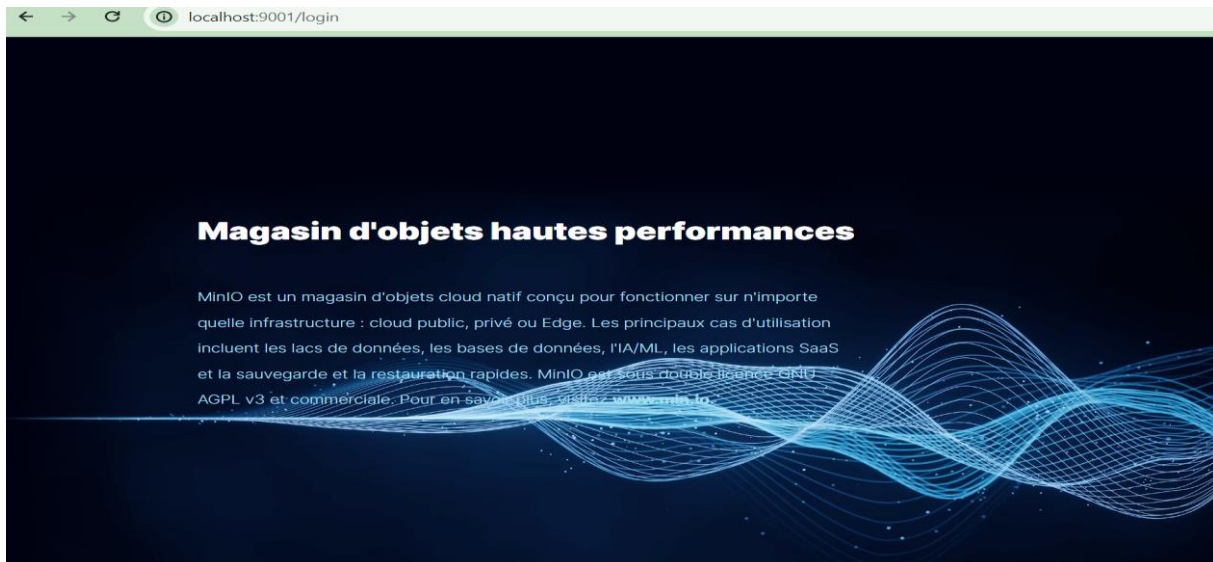 localhost:9001/login
Magasin d'objets hautes performances
MinIO est un magasin d'objets cloud natif conçu pour fonctionner sur n'importe
quelle infrastructure : cloud public, privé ou Edge. Les principaux cas d'utilisation
incluent les lacs de données, les bases de données, l'IA/ML, les applications SaaS
et la sauvegarde et la restauration rapides. MinIO est sous double licence GNU
AGPL v3 et commerciale. Pour en savoir plus, visitez www.min.io.